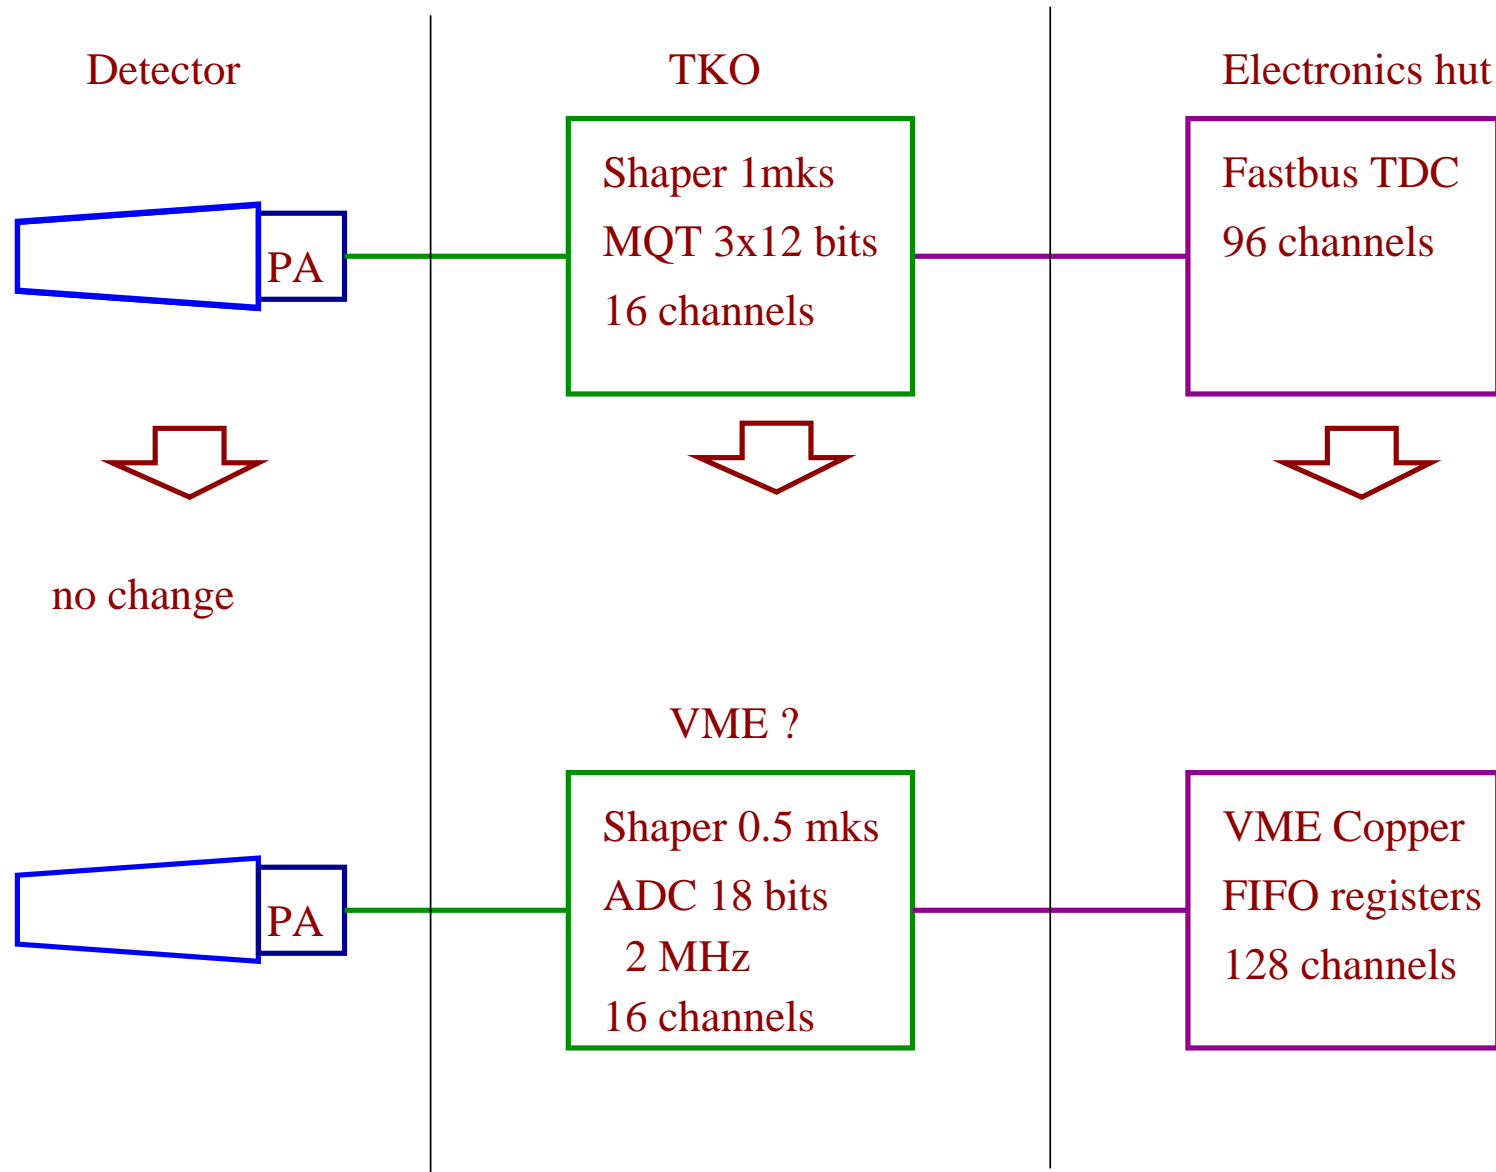 Detector
TKO
Electronics hut
Shaper 1mks
MQT 3x12 bits
16 channels
Fastbus TDC
96 channels
PA
no change
VME ?
Shaper 0.5 mks
ADC 18 bits
2 MHz
16 channels
VME Copper
FIFO registers
128 channels
PA